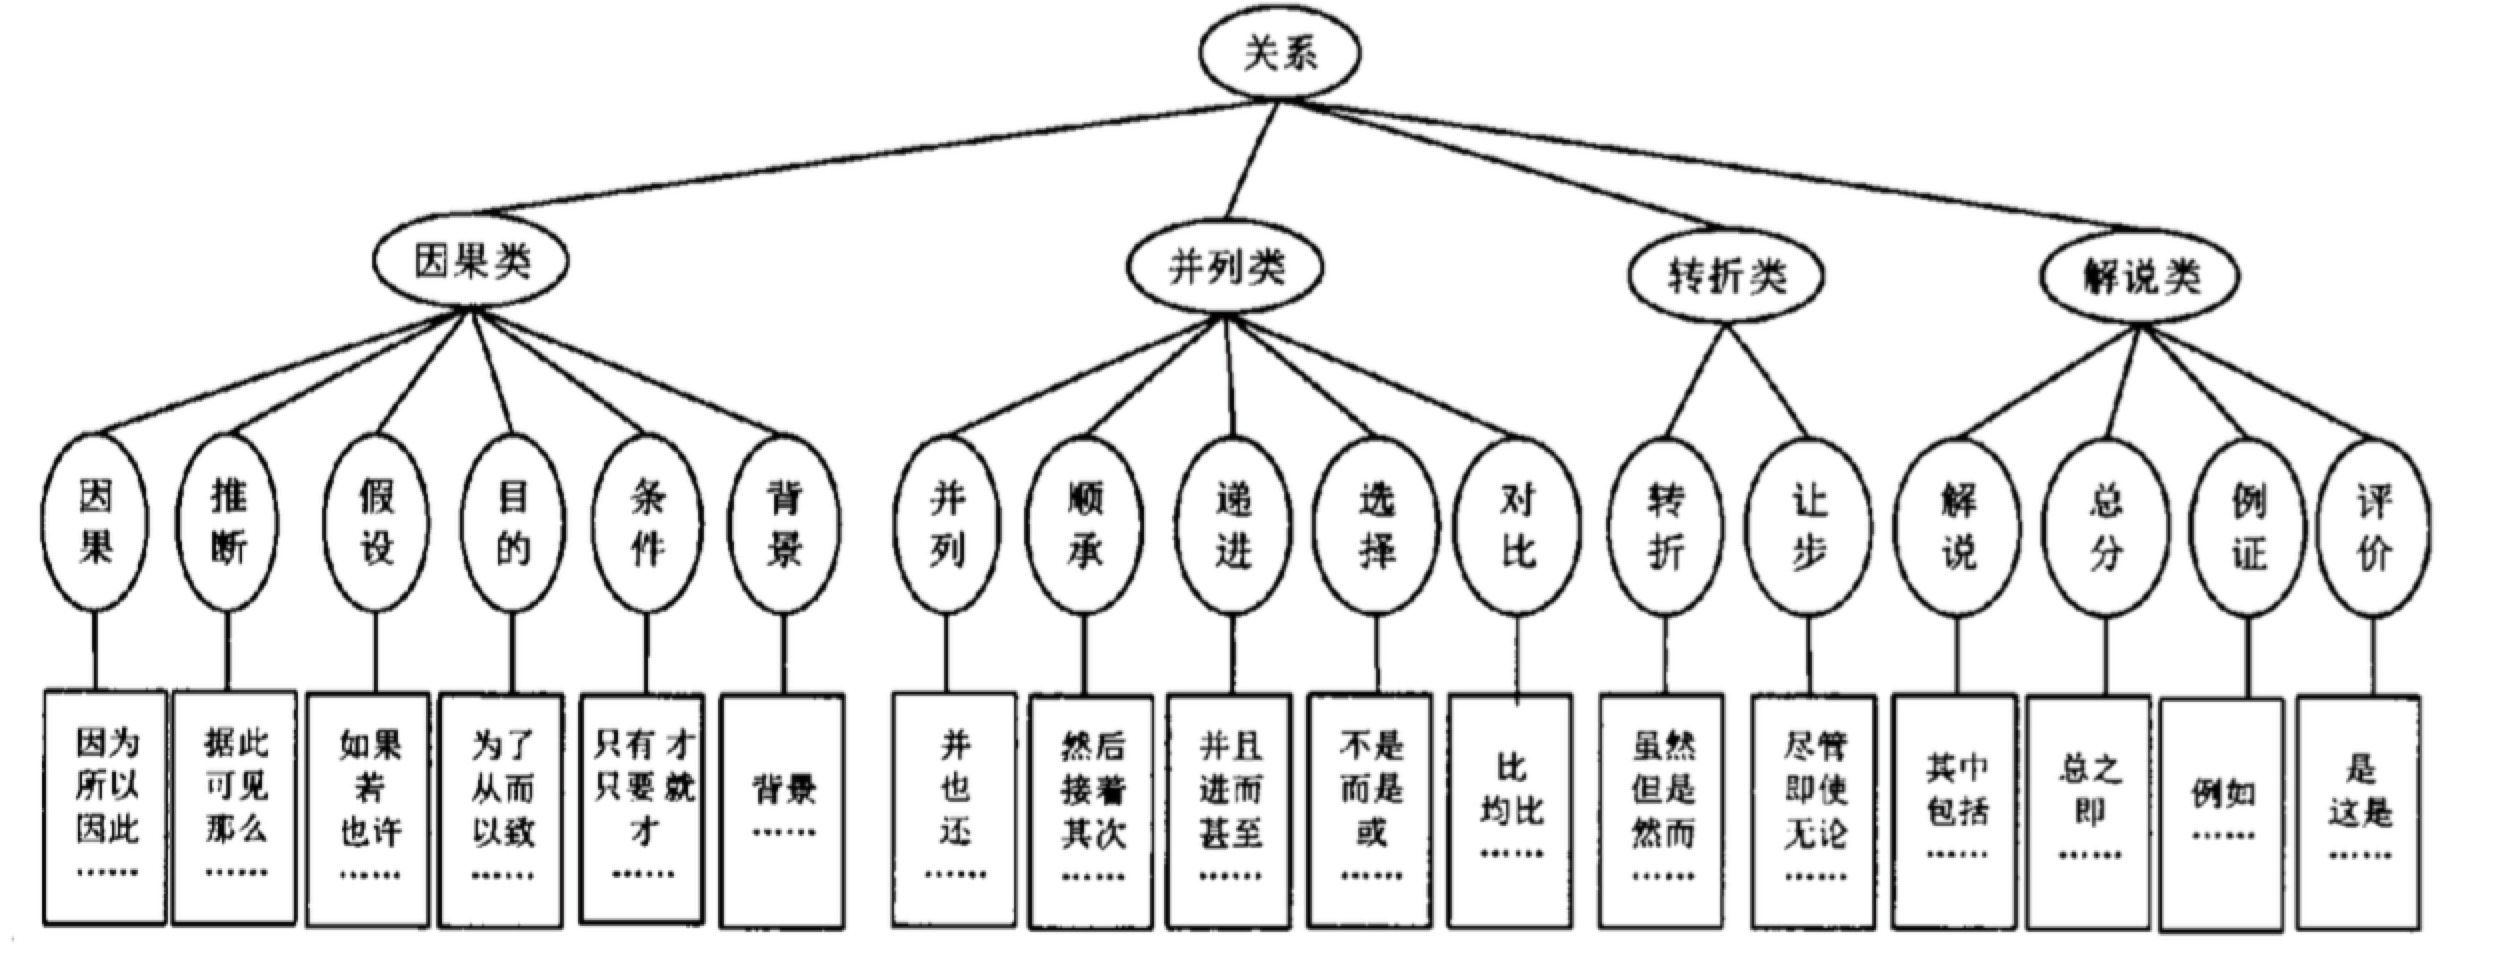 关系
因果类
并列类
转折类
解说类
因
果
推
断
假
设
目
的
条
件
背
景
并
列
顺
承
递
进
选
择
对
比
转
折
让
步
解
说
总
分
例
证
评
价
因为
所以
因此
……
据此
可见
那么
……
如果
若
也许
……
为了
从而
以致
……
只有 才
只要 就
才
……
背景
……
并
也
还
……
然后
接着
其次
……
并且
进而
甚至
……
不是
而是
或
……
比
均比
……
虽然
但是
然而
……
尽管
即使
无论
……
其中
包括
……
总之
即
……
例如
……
是
这是
……